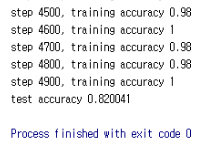 step 4500, training accuracy 0.98
step 4600, training accuracy 1
step 4700, training accuracy 0.98
step 4800, training accuracy 0.98
step 4900, training accuracy 1
test accuracy 0.820041
Process finished with exit code 0